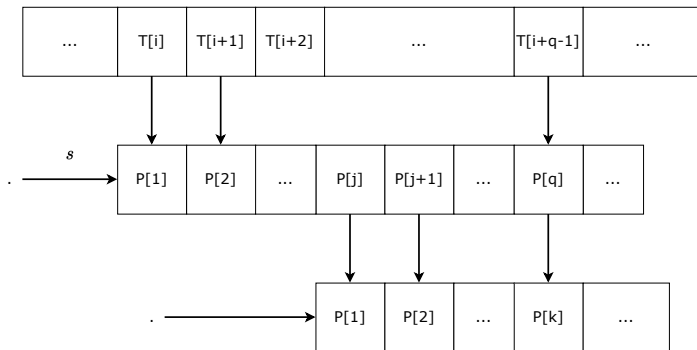 ... T[i] T[i+1] T[i+2] ... T[i+q-1] ...
s
. P[1] P[2] ... P[j] P[j+1] ... P[q] ...
. P[1] P[2] ... P[k] ...